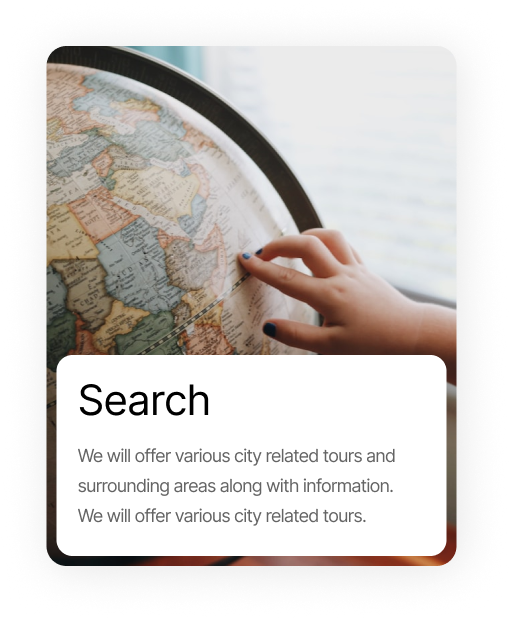 Search
We will offer various city related tours and
surrounding areas along with information.
We will offer various city related tours.